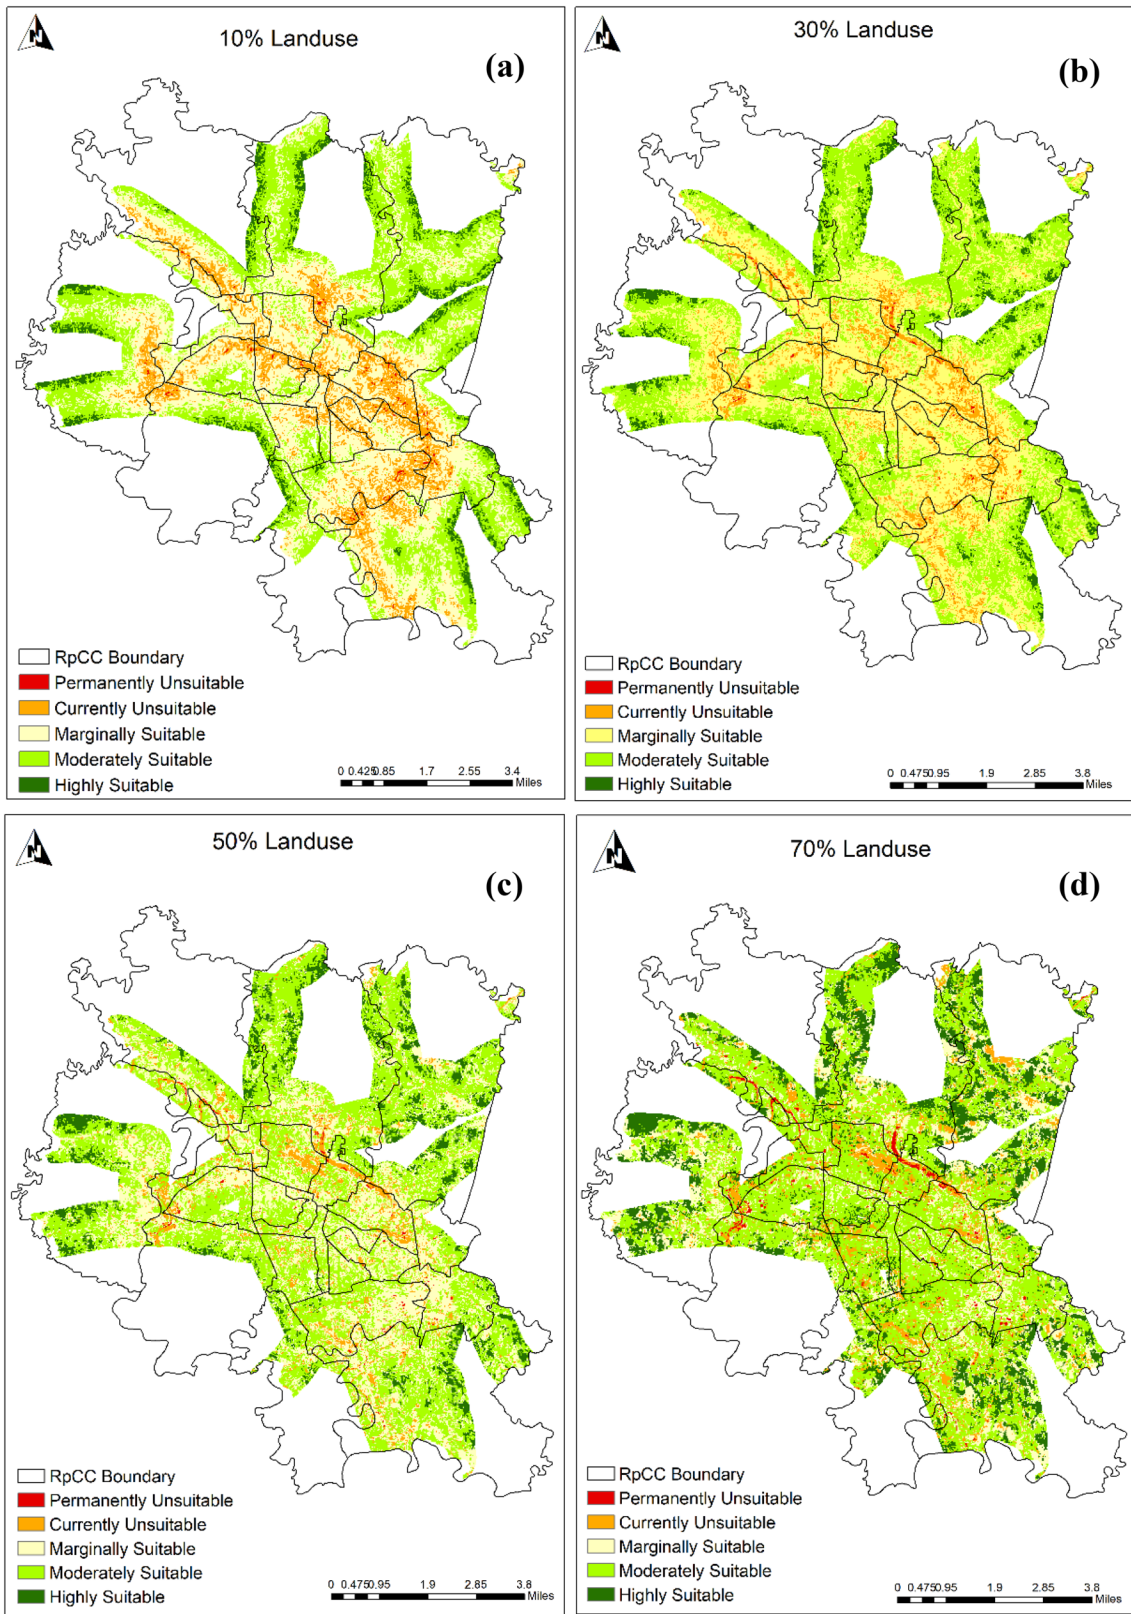 N
10% Landuse
(a)
RpCC Boundary
Permanently Unsuitable
Currently Unsuitable
Marginally Suitable
Moderately Suitable
Highly Suitable
0 0.425 0.85 1.7 2.55 3.4
Miles
N
30% Landuse
(b)
RpCC Boundary
Permanently Unsuitable
Currently Unsuitable
Marginally Suitable
Moderately Suitable
Highly Suitable
0 0.475 0.95 1.9 2.85 3.8
Miles
N
50% Landuse
(c)
RpCC Boundary
Permanently Unsuitable
Currently Unsuitable
Marginally Suitable
Moderately Suitable
Highly Suitable
0 0.475 0.95 1.9 2.85 3.8
Miles
N
70% Landuse
(d)
RpCC Boundary
Permanently Unsuitable
Currently Unsuitable
Marginally Suitable
Moderately Suitable
Highly Suitable
0 0.475 0.95 1.9 2.85 3.8
Miles